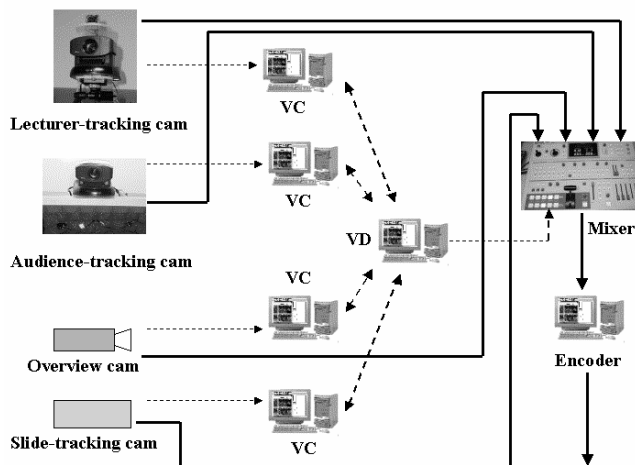 Lecturer-tracking cam
VC
VC
Audience-tracking cam
VD
Mixer
VC
Overview cam
Encoder
Slide-tracking cam
VC